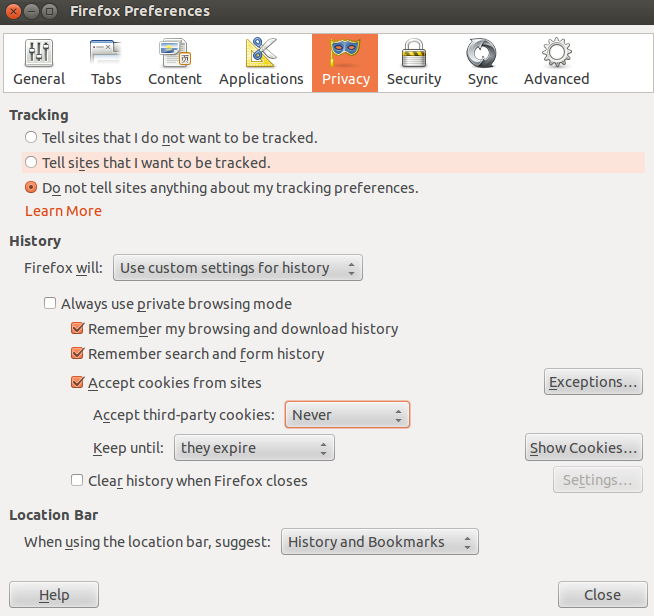 Firefox Preferences
General Tabs Content Applications Privacy Security Sync Advanced
Tracking
Tell sites that I do not want to be tracked.
Tell sites that I want to be tracked.
Do not tell sites anything about my tracking preferences.
Learn More
History
Firefox will: Use custom settings for history
Always use private browsing mode
Remember my browsing and download history
Remember search and form history
Accept cookies from sites Exceptions...
Accept third-party cookies: Never
Keep until: they expire Show Cookies...
Clear history when Firefox closes Settings...
Location Bar
When using the location bar, suggest: History and Bookmarks
Help Close